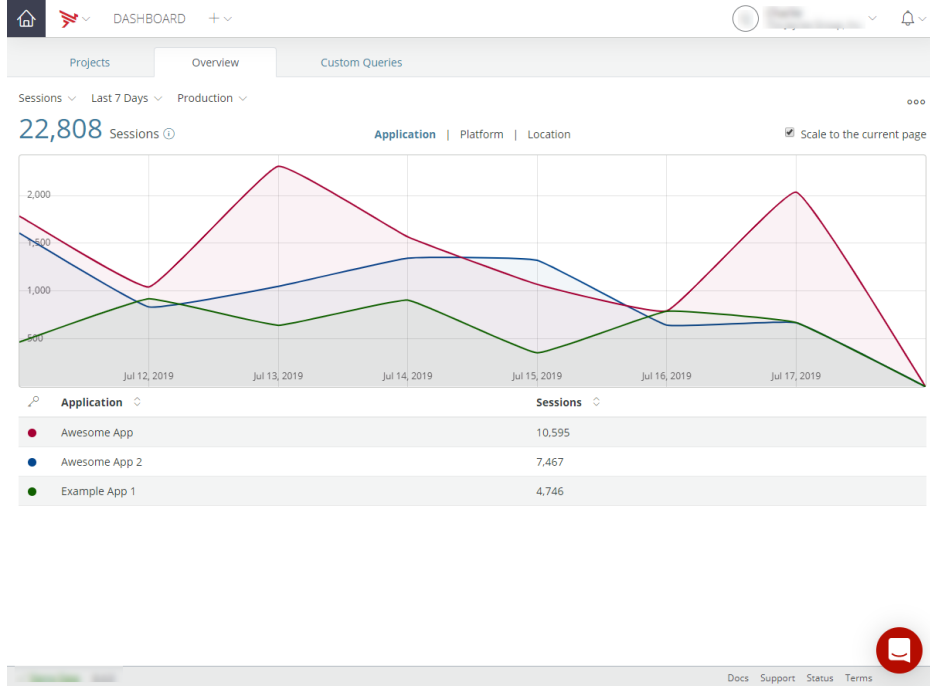 DASHBOARD +
Projects Overview Custom Queries
Sessions Last 7 Days Production
22,808 Sessions Application | Platform | Location Scale to the current page
2,000
1,500
1,000
500
Jul 12, 2019 Jul 13, 2019 Jul 14, 2019 Jul 15, 2019 Jul 16, 2019 Jul 17, 2019
Application Sessions
Awesome App 10,595
Awesome App 2 7,467
Example App 1 4,746
Docs Support Status Terms